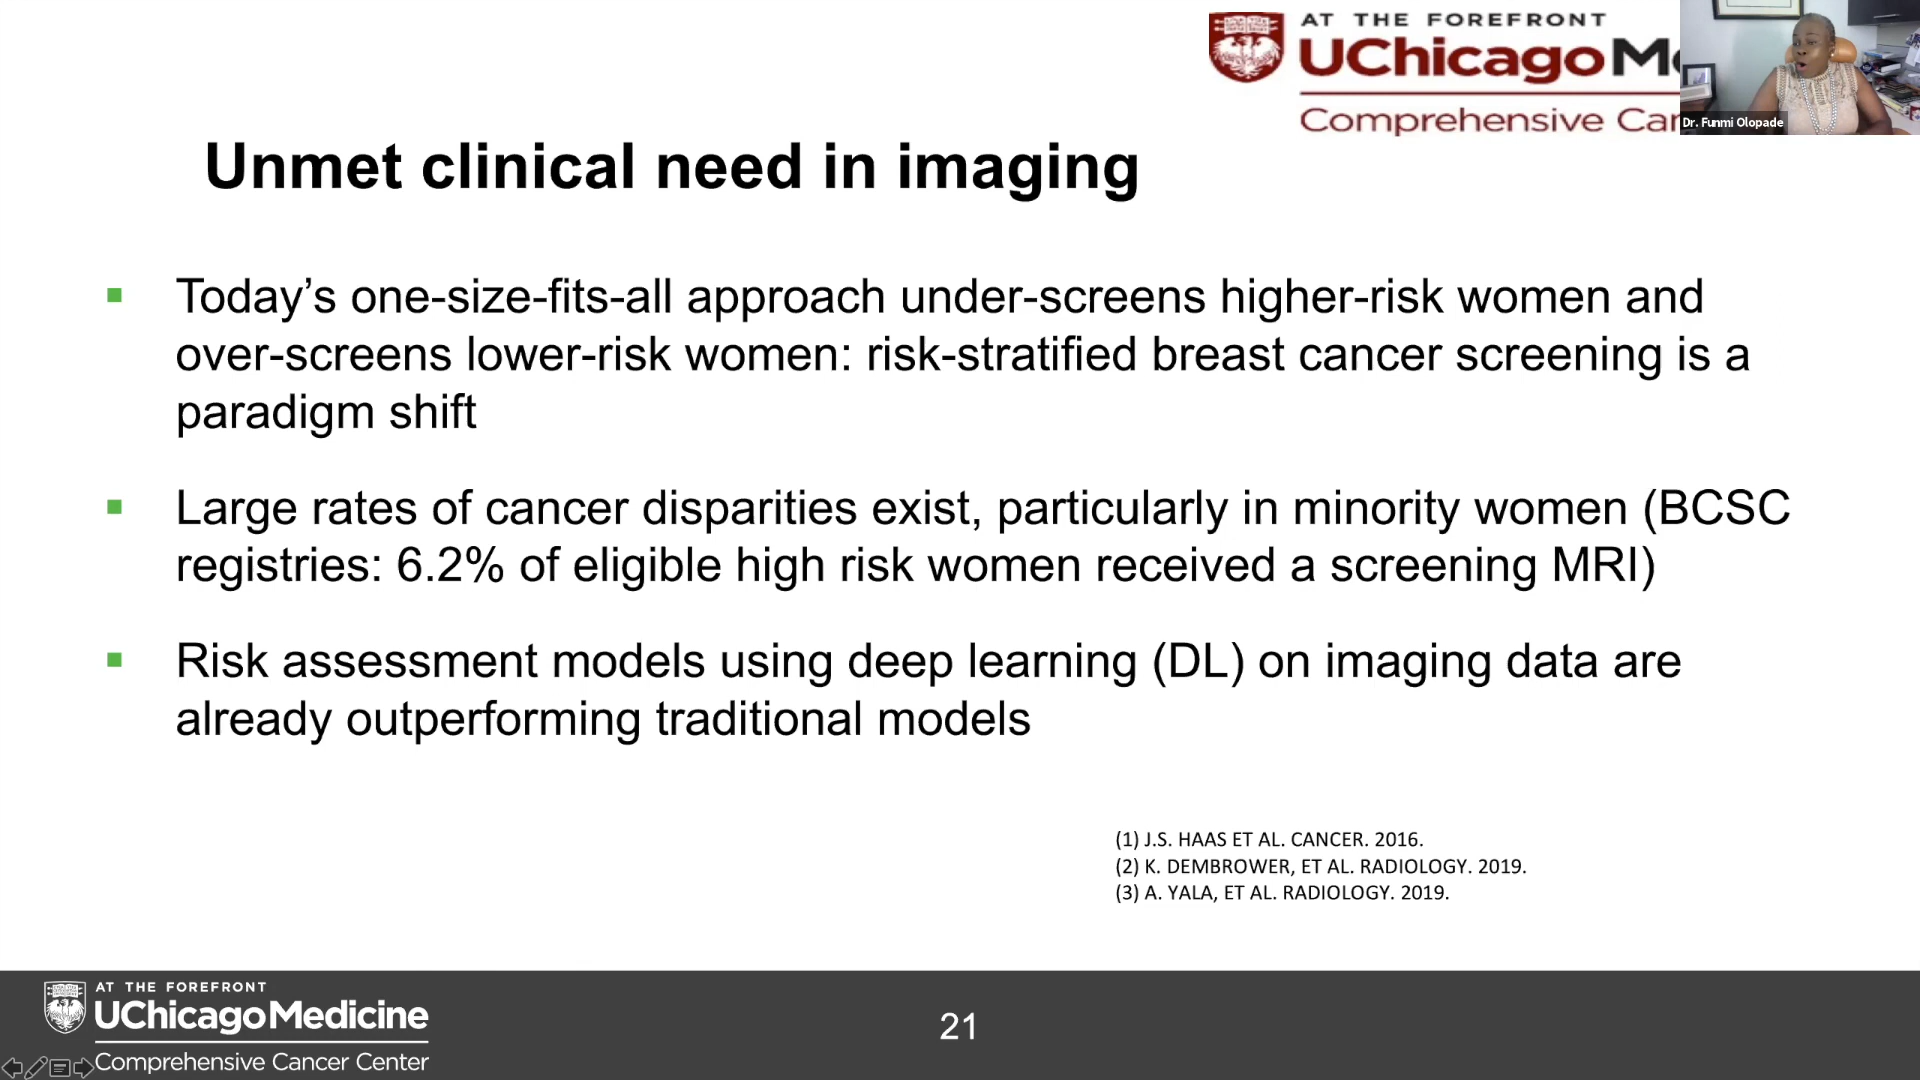 AT THE FOREFRONT
UChicago Me
Comprehensive Can
Dr. Funmi Olopade
Unmet clinical need in imaging
Today’s one-size-fits-all approach under-screens higher-risk women and
over-screens lower-risk women: risk-stratified breast cancer screening is a
paradigm shift
Large rates of cancer disparities exist, particularly in minority women (BCSC
registries: 6.2% of eligible high risk women received a screening MRI)
Risk assessment models using deep learning (DL) on imaging data are
already outperforming traditional models
(1) J.S. HAAS ET AL. CANCER. 2016.
(2) K. DEMBROWER, ET AL. RADIOLOGY. 2019.
(3) A. YALA, ET AL. RADIOLOGY. 2019.
AT THE FOREFRONT
UChicagoMedicine
Comprehensive Cancer Center
21